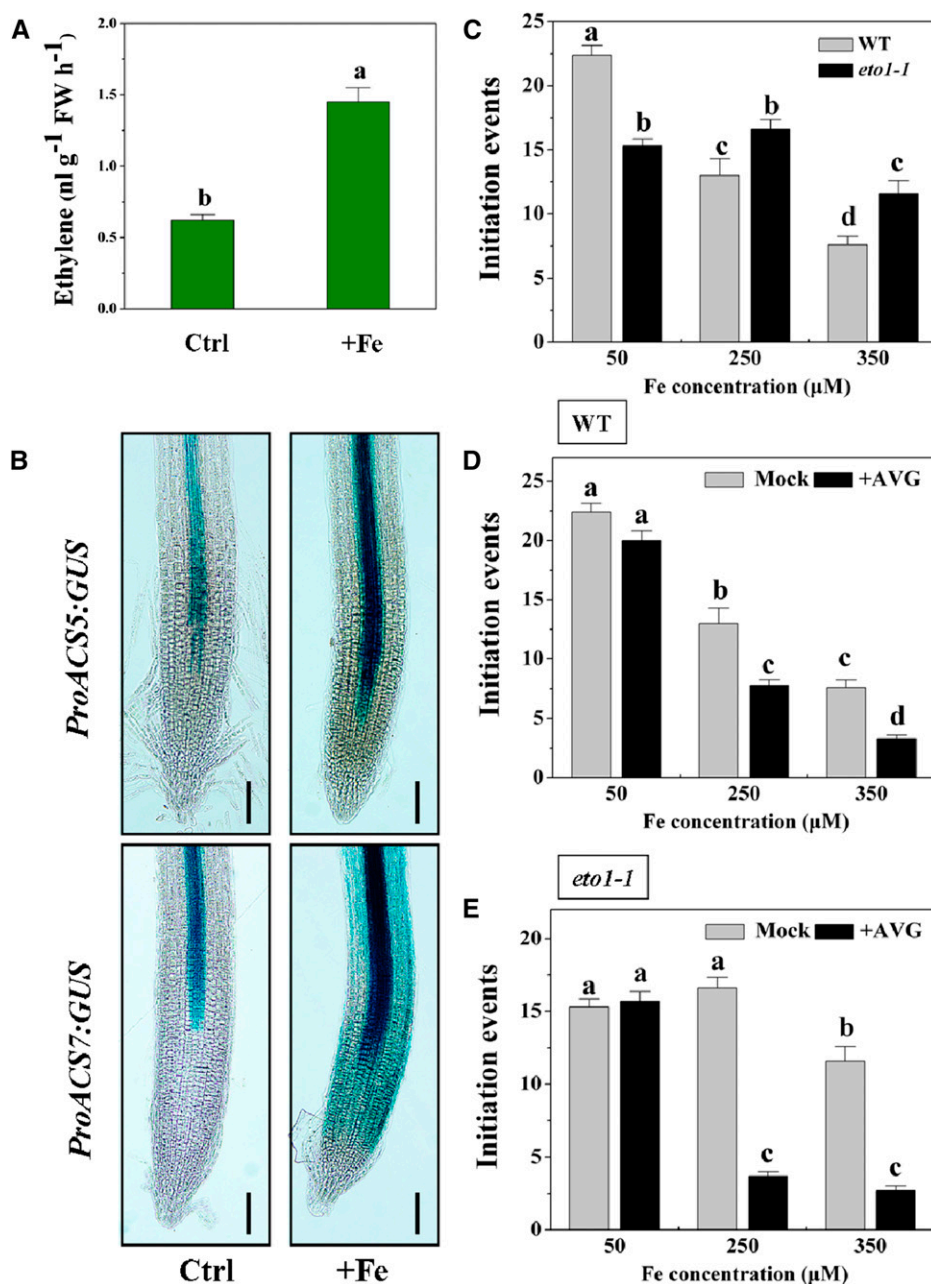 A
Ethylene (nl g⁻¹ FW h⁻¹)
2.0
1.5
1.0
0.5
0.0
b
a
Ctrl
+Fe
B
ProACS5:GUS
ProACS7:GUS
Ctrl
+Fe
C
Initiation events
25
20
15
10
5
0
WT
eto1-1
a
b
c
b
d
c
50
250
350
Fe concentration (µM)
WT
D
Initiation events
25
20
15
10
5
0
Mock
+AVG
a
a
b
c
c
d
50
250
350
Fe concentration (µM)
eto1-1
E
Initiation events
20
15
10
5
0
Mock
+AVG
a
a
a
c
b
c
50
250
350
Fe concentration (µM)